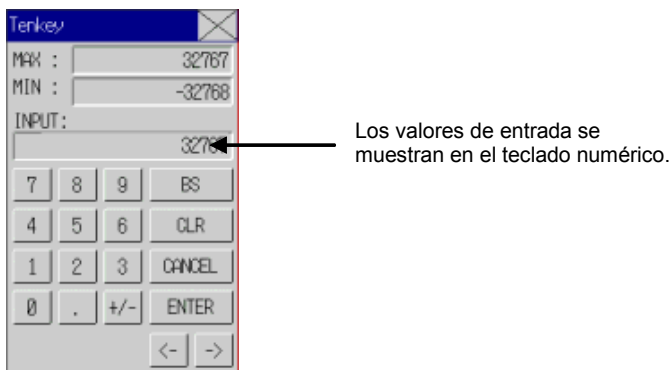 Tenkey
MAX : 32767
MIN : -32768
INPUT:
Los valores de entrada se
muestran en el teclado numérico.
7 8 9 BS
4 5 6 CLR
1 2 3 CANCEL
0 . +/- ENTER
<- ->